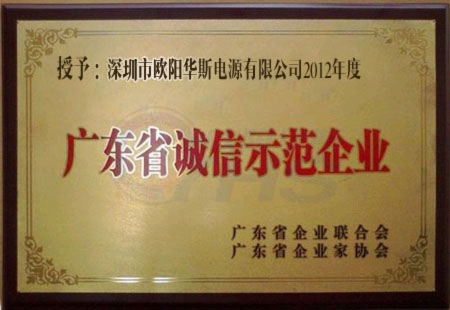 授予：深圳市欧阳华斯电源有限公司2012年度
广东省诚信示范企业
广东省企业联合会
广东省企业家协会